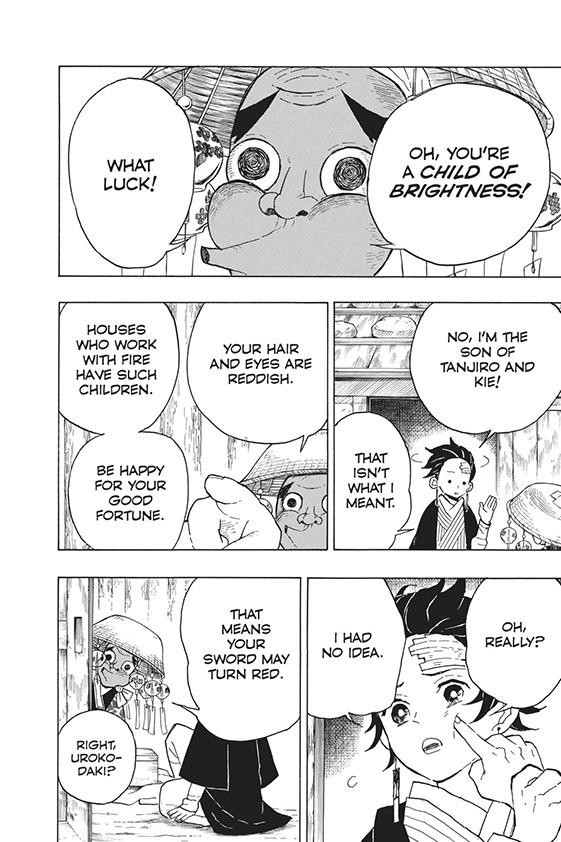 OH, YOU'RE
A CHILD OF
BRIGHTNESS!
WHAT
LUCK!
NO, I'M THE
SON OF
TANJIRO AND
KIE!
THAT
ISN'T
WHAT I
MEANT.
YOUR HAIR
AND EYES ARE
REDDISH.
HOUSES
WHO WORK
WITH FIRE
HAVE SUCH
CHILDREN.
BE HAPPY
FOR YOUR
GOOD
FORTUNE.
OH,
REALLY?
I HAD
NO IDEA.
THAT
MEANS
YOUR
SWORD MAY
TURN RED.
RIGHT,
UROKO-
DAKI?